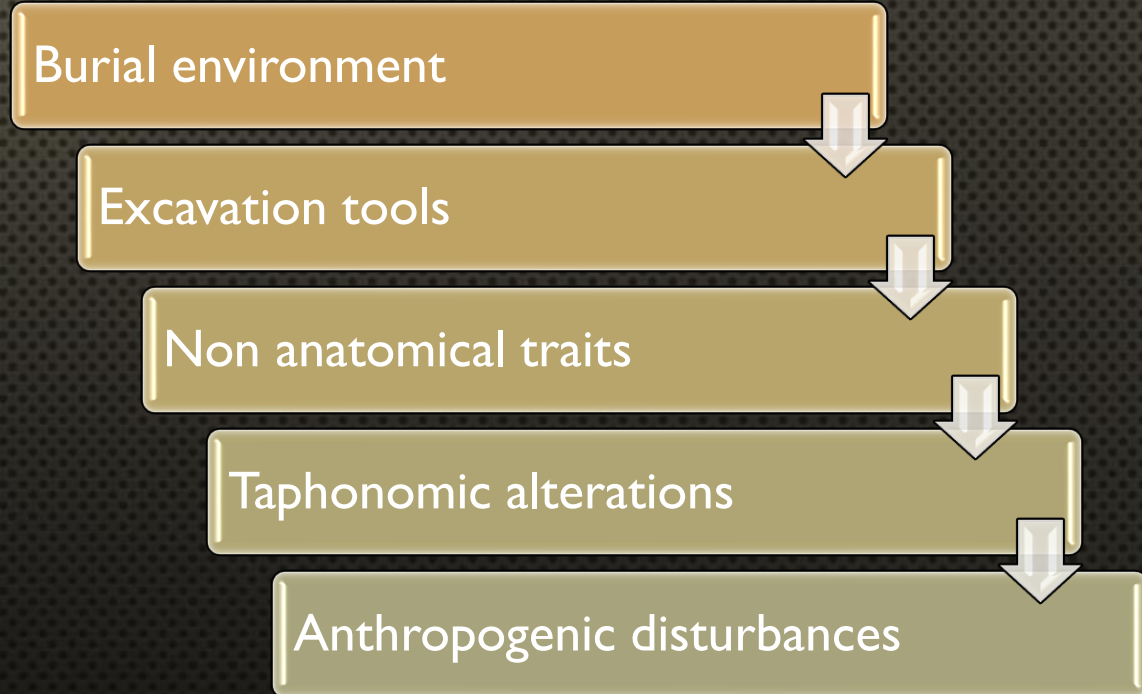 Burial environment
Excavation tools
Non anatomical traits
Taphonomic alterations
Anthropogenic disturbances